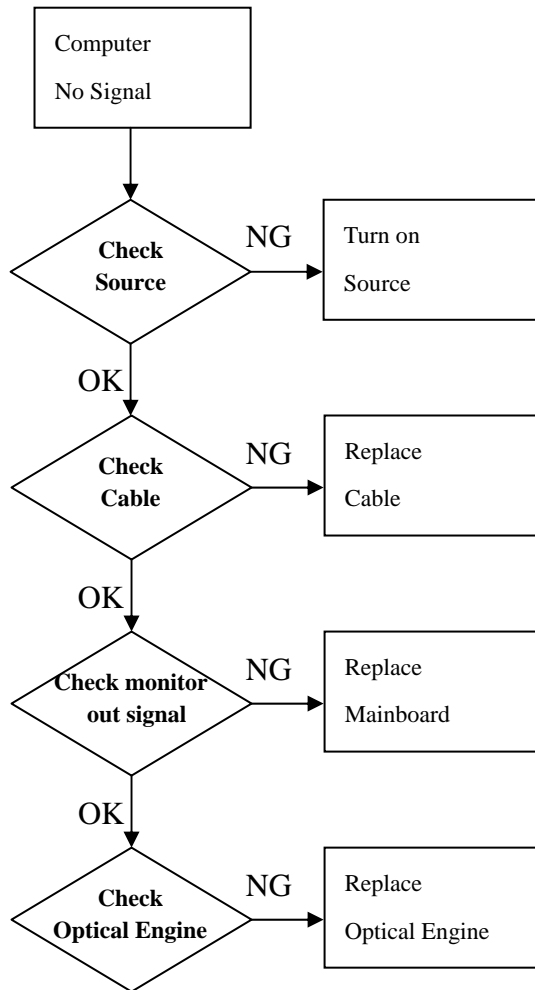 Computer
No Signal
Check
Source
NG
Turn on
Source
OK
Check
Cable
NG
Replace
Cable
OK
Check monitor
out signal
NG
Replace
Mainboard
OK
Check
Optical Engine
NG
Replace
Optical Engine